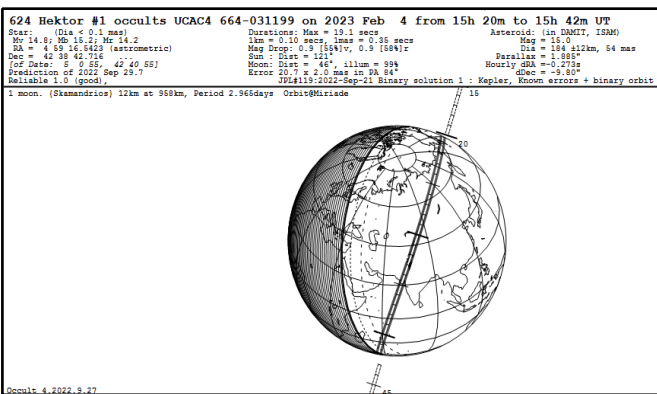 624 Hektor #1 occults UCAC4 664-031199 on 2023 Feb 4 from 15h 20m to 15h 42m UT
Star: (Dia < 0.1 mas)
Mv 14.8; Mb 15.2; Mr 14.2
RA = 4 59 16.5423 (astrometric)
Dec = 42 38 42.716 ...
[of Date: 5 0 55, 42 40 55]
Prediction of 2022 Sep 29.7
Reliable 1.0 (good),
Durations: Max = 19.1 secs
1km = 0.10 secs, 1mas = 0.35 secs
Mag Drop: 0.9 [55%]v, 0.9 [58%]r
Sun : Dist = 121°
Moon: Dist = 46°, illum = 99%
Error 20.7 x 2.0 mas in PA 84°
Asteroid: (in DAMIT, ISAM)
Mag = 15.0
Dia = 184 ±12km, 54 mas
Parallax = 1.885"
Hourly dRA =-0.273s
dDec = -9.80"
JPL#119:2022-Sep-21 Binary solution 1 : Kepler, Known errors + binary orbit
1 moon. {Skamandrios} 12km at 958km, Period 2.965days Orbit@Miriade
15
20
45
Occult 4.2022.9.27